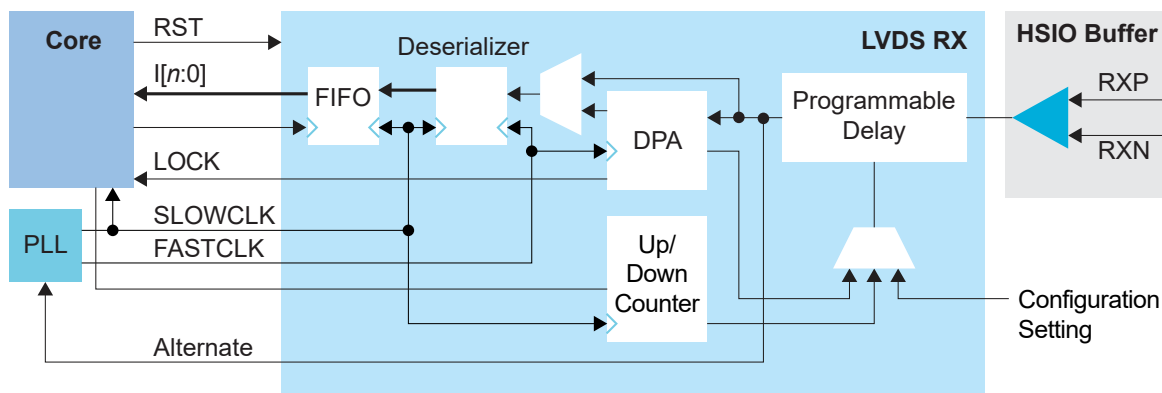 Core
RST
I[n:0]
LOCK
SLOWCLK
FASTCLK
PLL
Alternate
Deserializer
FIFO
LVDS RX
DPA
Programmable
Delay
Up/
Down
Counter
HSIO Buffer
RXP
RXN
Configuration
Setting